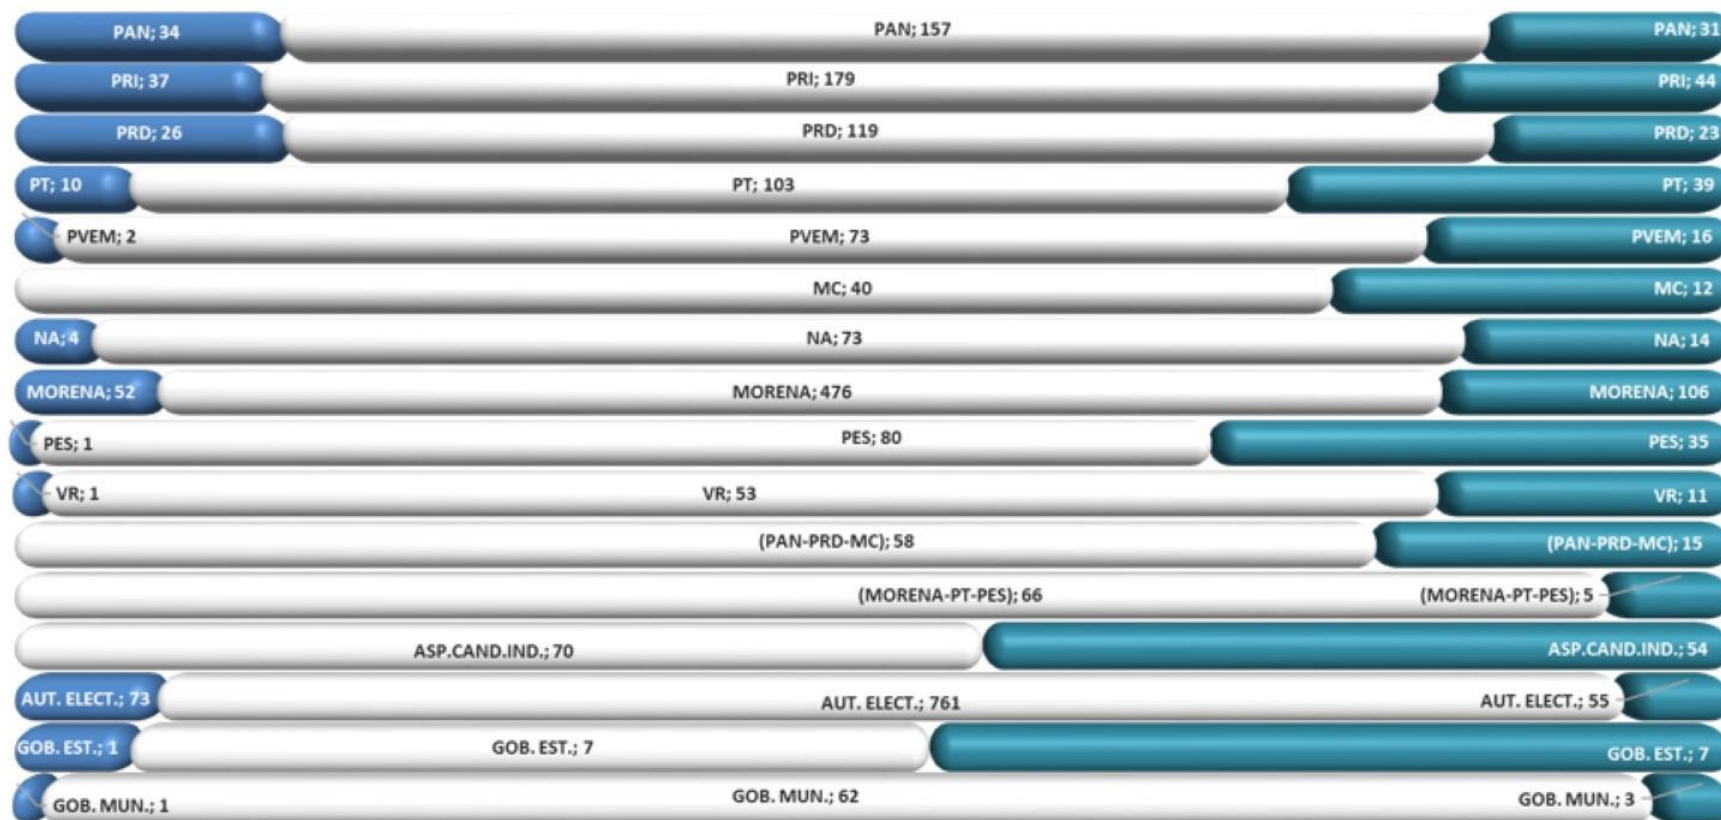 PAN; 34 PAN; 157 PAN; 31
PRI; 37 PRI; 179 PRI; 44
PRD; 26 PRD; 119 PRD; 23
PT; 10 PT; 103 PT; 39
PVEM; 2 PVEM; 73 PVEM; 16
MC; 40 MC; 12
NA; 4 NA; 73 NA; 14
MORENA; 52 MORENA; 476 MORENA; 106
PES; 1 PES; 80 PES; 35
VR; 1 VR; 53 VR; 11
(PAN-PRD-MC); 58 (PAN-PRD-MC); 15
(MORENA-PT-PES); 66 (MORENA-PT-PES); 5
ASP.CAND.IND.; 70 ASP.CAND.IND.; 54
AUT. ELECT.; 73 AUT. ELECT.; 761 AUT. ELECT.; 55
GOB. EST.; 1 GOB. EST.; 7 GOB. EST.; 7
GOB. MUN.; 1 GOB. MUN.; 62 GOB. MUN.; 3